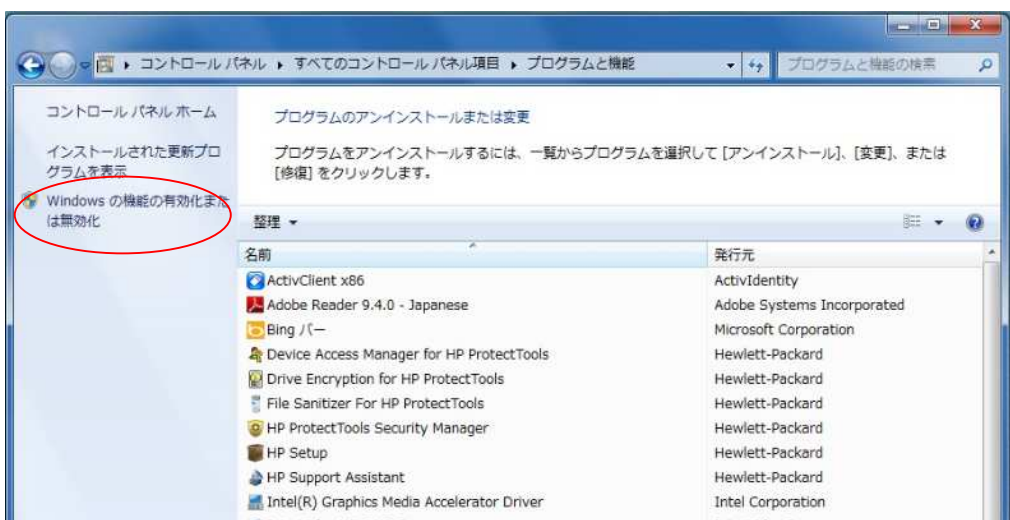 コントロール パネル ▸ すべてのコントロール パネル項目 ▸ プログラムと機能
プログラムと機能の検索
コントロール パネル ホーム
インストールされた更新プロ
グラムを表示
Windows の機能の有効化また
は無効化
プログラムのアンインストールまたは変更
プログラムをアンインストールするには、一覧からプログラムを選択して [アンインストール]、[変更]、または
[修復] をクリックします。
整理
名前 発行元
ActivClient x86 ActivIdentity
Adobe Reader 9.4.0 - Japanese Adobe Systems Incorporated
Bing バー Microsoft Corporation
Device Access Manager for HP ProtectTools Hewlett-Packard
Drive Encryption for HP ProtectTools Hewlett-Packard
File Sanitizer For HP ProtectTools Hewlett-Packard
HP ProtectTools Security Manager Hewlett-Packard
HP Setup Hewlett-Packard
HP Support Assistant Hewlett-Packard
Intel(R) Graphics Media Accelerator Driver Intel Corporation